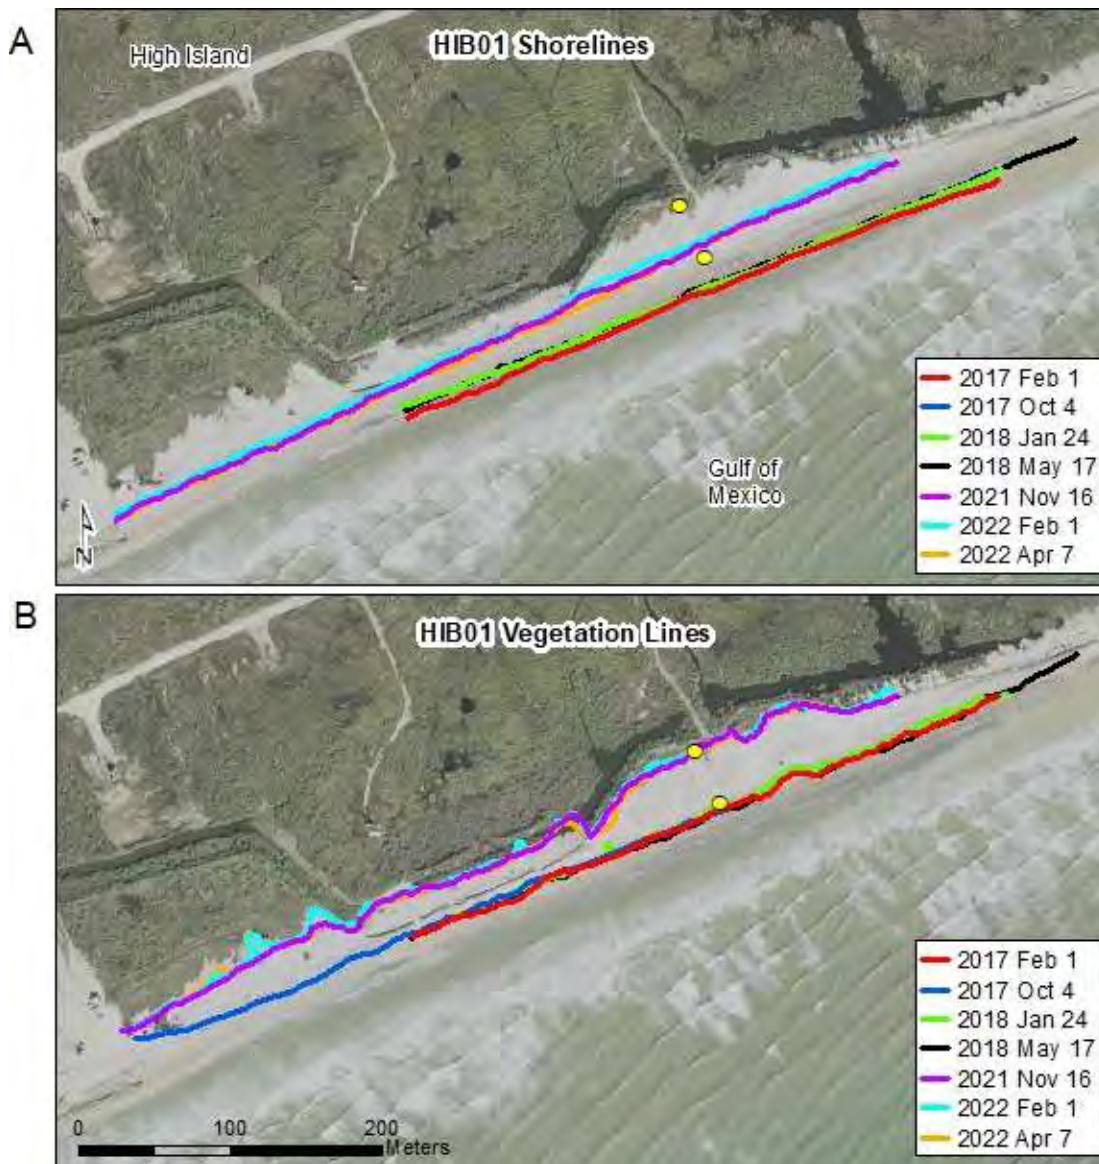 A
HIB01 Shorelines
High Island
2017 Feb 1
2017 Oct 4
2018 Jan 24
Gulf of
Mexico
2018 May 17
2021 Nov 16
2022 Feb 1
2022 Apr 7
N
B
HIB01 Vegetation Lines
2017 Feb 1
2017 Oct 4
2018 Jan 24
2018 May 17
2021 Nov 16
2022 Feb 1
2022 Apr 7
0 100 200
Meters